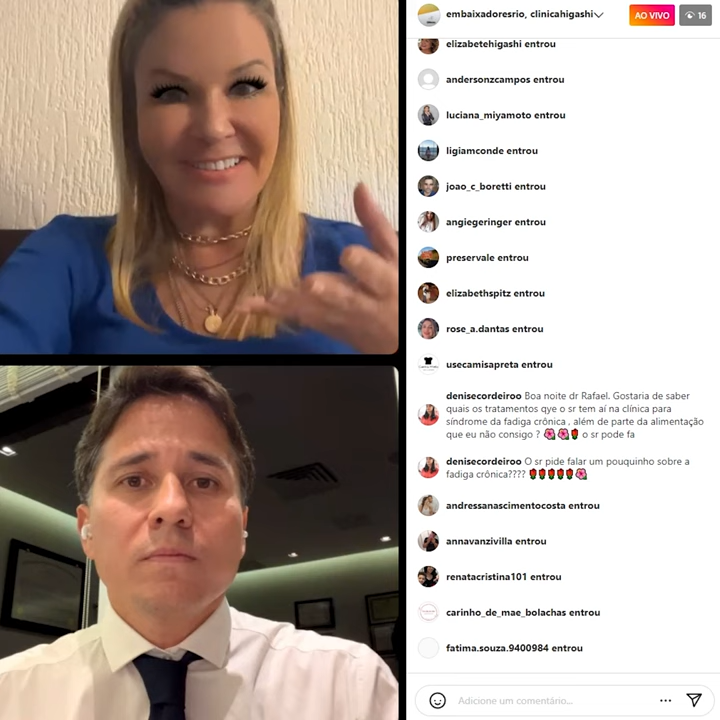 embaixadoresrio, clinicahigashi
AO VIVO
16
elizabetehigashi entrou
andersonzcampos entrou
luciana_miyamoto entrou
ligiamconde entrou
joao_c_boretti entrou
angiegeringer entrou
preservale entrou
elizabethspitz entrou
rose_a.dantas entrou
usecamisapreta entrou
denisecordeiroo Boa noite dr Rafael. Gostaria de saber
quais os tratamentos qye o sr tem aí na clínica para
síndrome da fadiga crônica , além de parte da alimentação
que eu não consigo ? 🌺🌺🌹 o sr pode fa
denisecordeiroo O sr pide falar um pouquinho sobre a
fadiga crônica???? 🌹🌹🌹🌹🌹🌺
andressanascimentocosta entrou
annavanzivilla entrou
renatacristina101 entrou
carinho_de_mae_bolachas entrou
fatima.souza.9400984 entrou
Adicione um comentário...